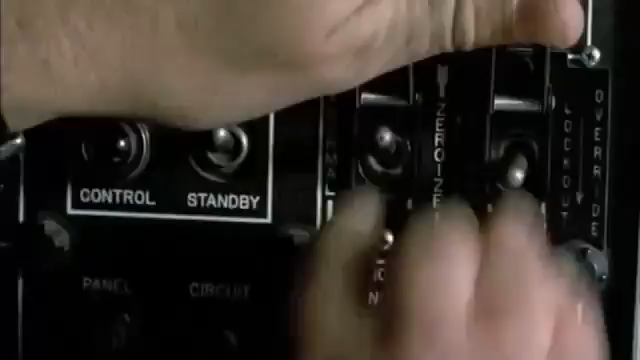 CONTROL STANDBY
ZEROIZE
LOCKOUT
OVERRIDE
PANEL CIRCUIT